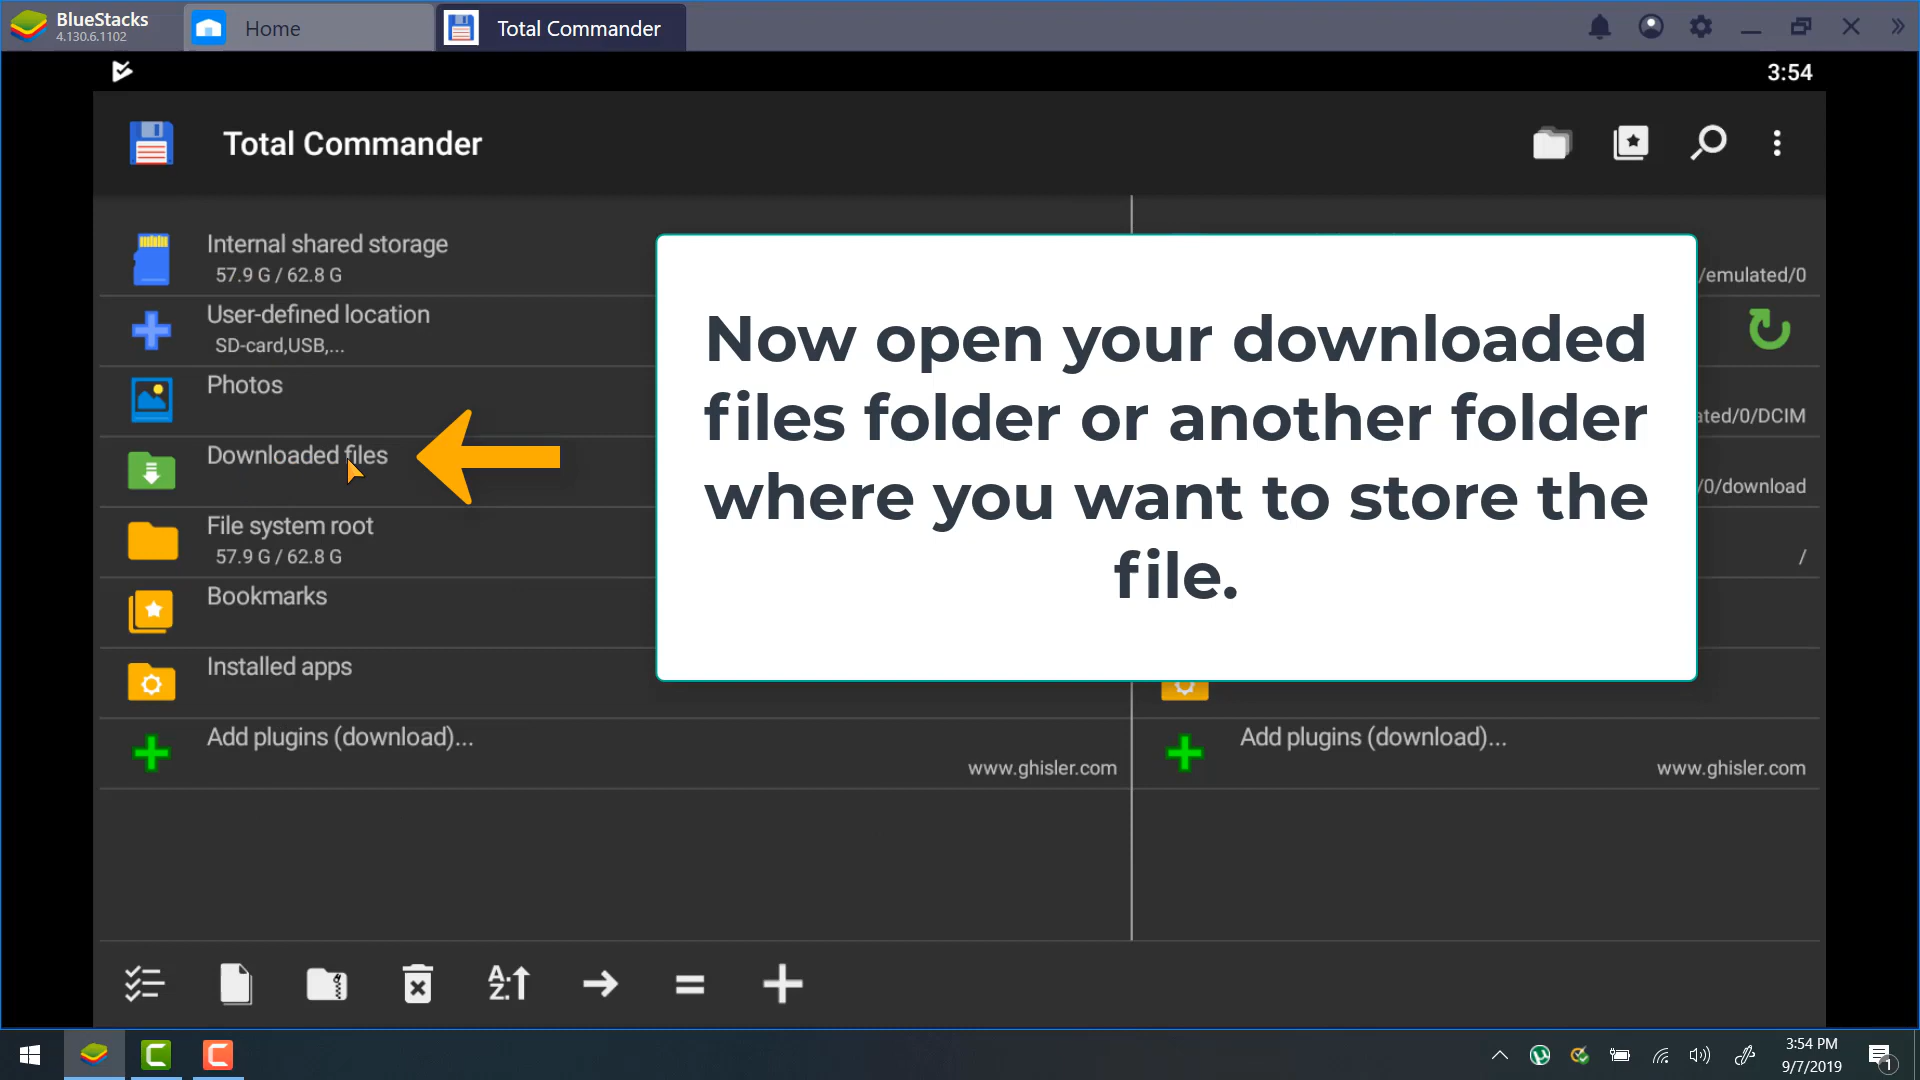 BlueStacks
4.130.6.1102
Home
Total Commander
3:54
Total Commander
Internal shared storage
57.9 G / 62.8 G
/emulated/0
User-defined location
SD-card,USB,...
Photos
ated/0/DCIM
Downloaded files
/0/download
File system root
57.9 G / 62.8 G
/
Bookmarks
Installed apps
Add plugins (download)...
www.ghisler.com
Add plugins (download)...
www.ghisler.com
Now open your downloaded
files folder or another folder
where you want to store the
file.
A.
Z.
3:54 PM
9/7/2019
1